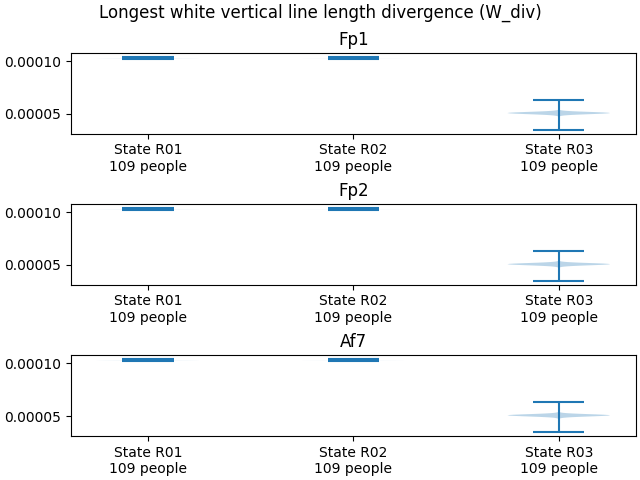 Longest white vertical line length divergence (W_div)
Fp1
0.00010
0.00005
State R01 State R02 State R03
109 people 109 people 109 people
Fp2
0.00010
0.00005
State R01 State R02 State R03
109 people 109 people 109 people
Af7
0.00010
0.00005
State R01 State R02 State R03
109 people 109 people 109 people